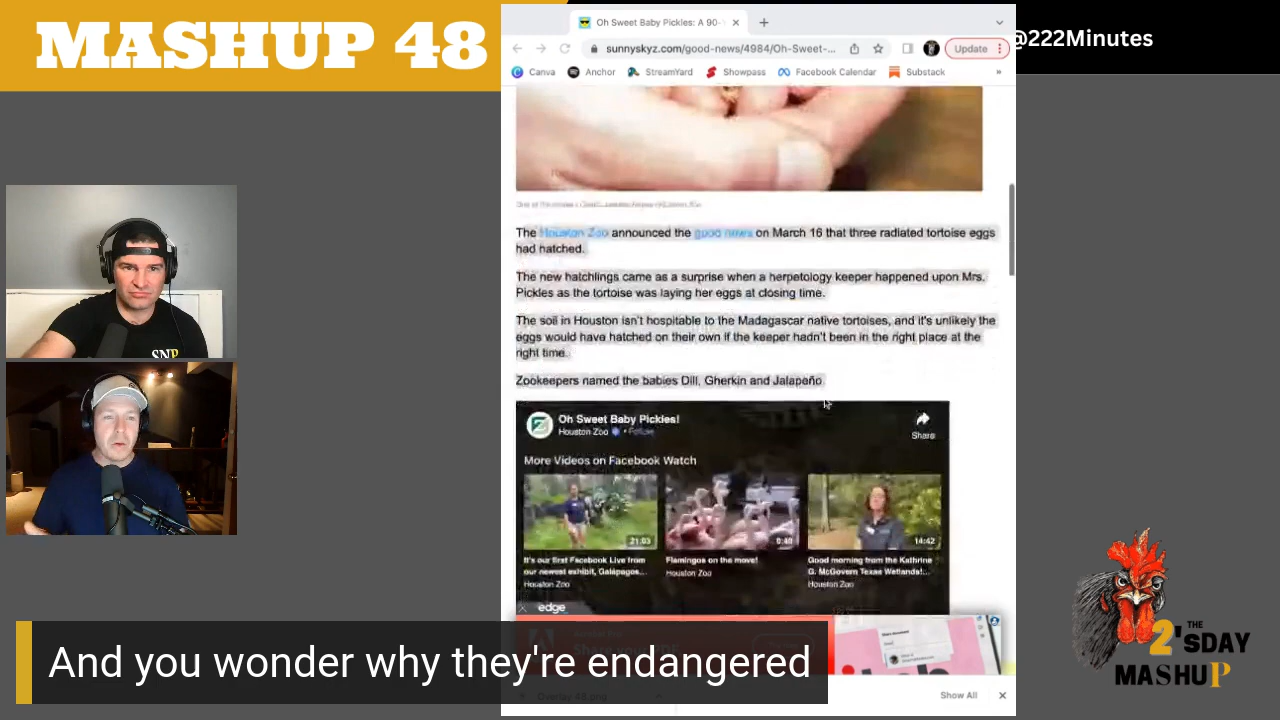 MASHUP 48
Oh Sweet Baby Pickles: A 90-
@222Minutes
sunnyskyz.com/good-news/4984/Oh-Sweet-...
Update
Canva
Anchor
StreamYard
Showpass
Facebook Calendar
Substack
»
The Houston Zoo announced the good news on March 16 that three radiated tortoise eggs
had hatched.
The new hatchlings came as a surprise when a herpetology keeper happened upon Mrs.
Pickles as the tortoise was laying her eggs at closing time.
The soil in Houston isn't hospitable to the Madagascar native tortoises, and it's unlikely the
eggs would have hatched on their own if the keeper hadn't been in the right place at the
right time.
Zookeepers named the babies Dill, Gherkin and Jalapeño.
Oh Sweet Baby Pickles!
Houston Zoo • Follow
Share
More Videos on Facebook Watch
21:03
0:40
14:42
It's our first Facebook Live from
our newest exhibit, Galápagos...
Houston Zoo
Flamingos on the move!
Houston Zoo
Good morning from the Kathrine
G. McGovern Texas Wetlands!...
Houston Zoo
edge
SNP
And you wonder why they're endangered
Overlay 48.png
Show All
THE
2'SDAY
MASHUP